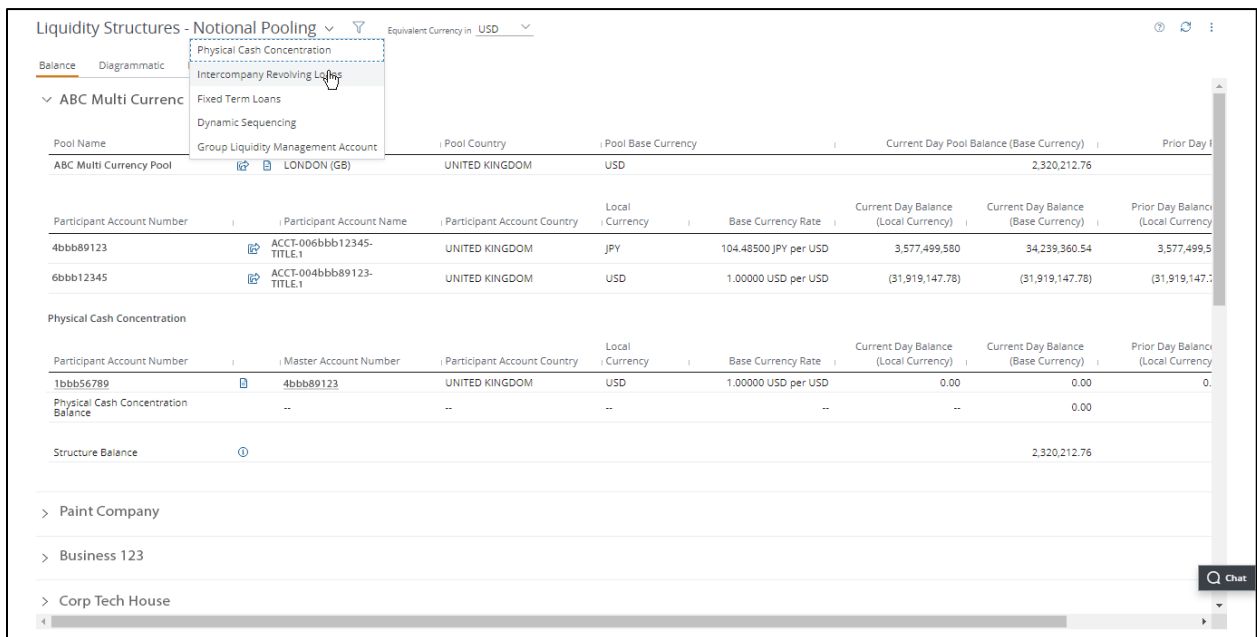 Liquidity Structures - Notional Pooling Equivalent Currency in USD
Physical Cash Concentration
Balance Diagrammatic
Intercompany Revolving Loans
ABC Multi Currenc Fixed Term Loans
Dynamic Sequencing
Group Liquidity Management Account
Pool Name Pool Country Pool Base Currency Current Day Pool Balance (Base Currency) Prior Day
ABC Multi Currency Pool LONDON (GB) UNITED KINGDOM USD 2,320,212.76
Participant Account Number Participant Account Name Participant Account Country Local Currency Base Currency Rate Current Day Balance (Local Currency) Current Day Balance (Base Currency) Prior Day Balance (Local Currency
4bbb89123 ACCT-006bbb12345-TITLE.1 UNITED KINGDOM JPY 104.48500 JPY per USD 3,577,499,580 34,239,360.54 3,577,499,5
6bbb12345 ACCT-004bbb89123-TITLE.1 UNITED KINGDOM USD 1.00000 USD per USD (31,919,147.78) (31,919,147.78) (31,919,147.7
Physical Cash Concentration
Participant Account Number Master Account Number Participant Account Country Local Currency Base Currency Rate Current Day Balance (Local Currency) Current Day Balance (Base Currency) Prior Day Balance (Local Currency
1bbb56789 4bbb89123 UNITED KINGDOM USD 1.00000 USD per USD 0.00 0.00 0.
Physical Cash Concentration Balance -- -- -- -- -- 0.00
Structure Balance 2,320,212.76
Paint Company
Business 123
Chat
Corp Tech House